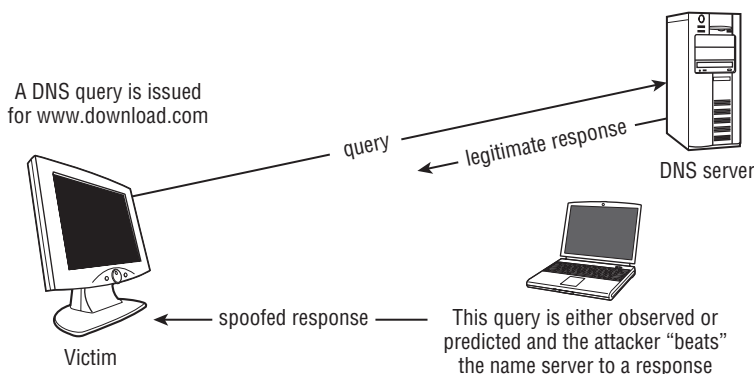 A DNS query is issued
for www.download.com
query
legitimate response
DNS server
spoofed response
Victim
This query is either observed or
predicted and the attacker “beats”
the name server to a response